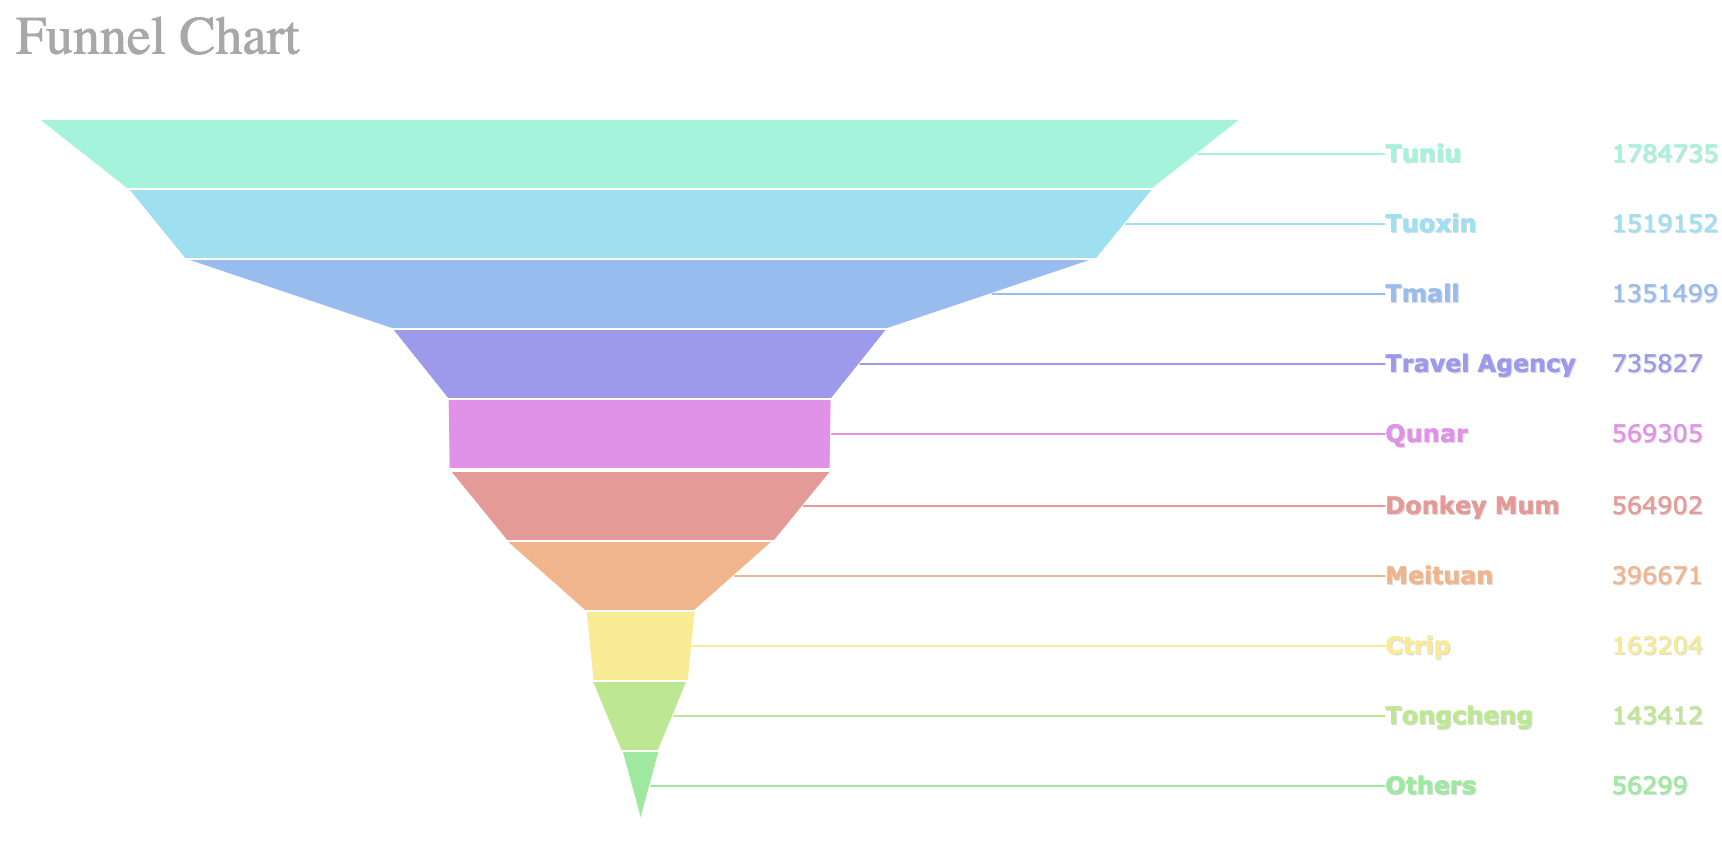 Funnel Chart
Tuniu 1784735
Tuoxin 1519152
Tmall 1351499
Travel Agency 735827
Qunar 569305
Donkey Mum 564902
Meituan 396671
Ctrip 163204
Tongcheng 143412
Others 56299